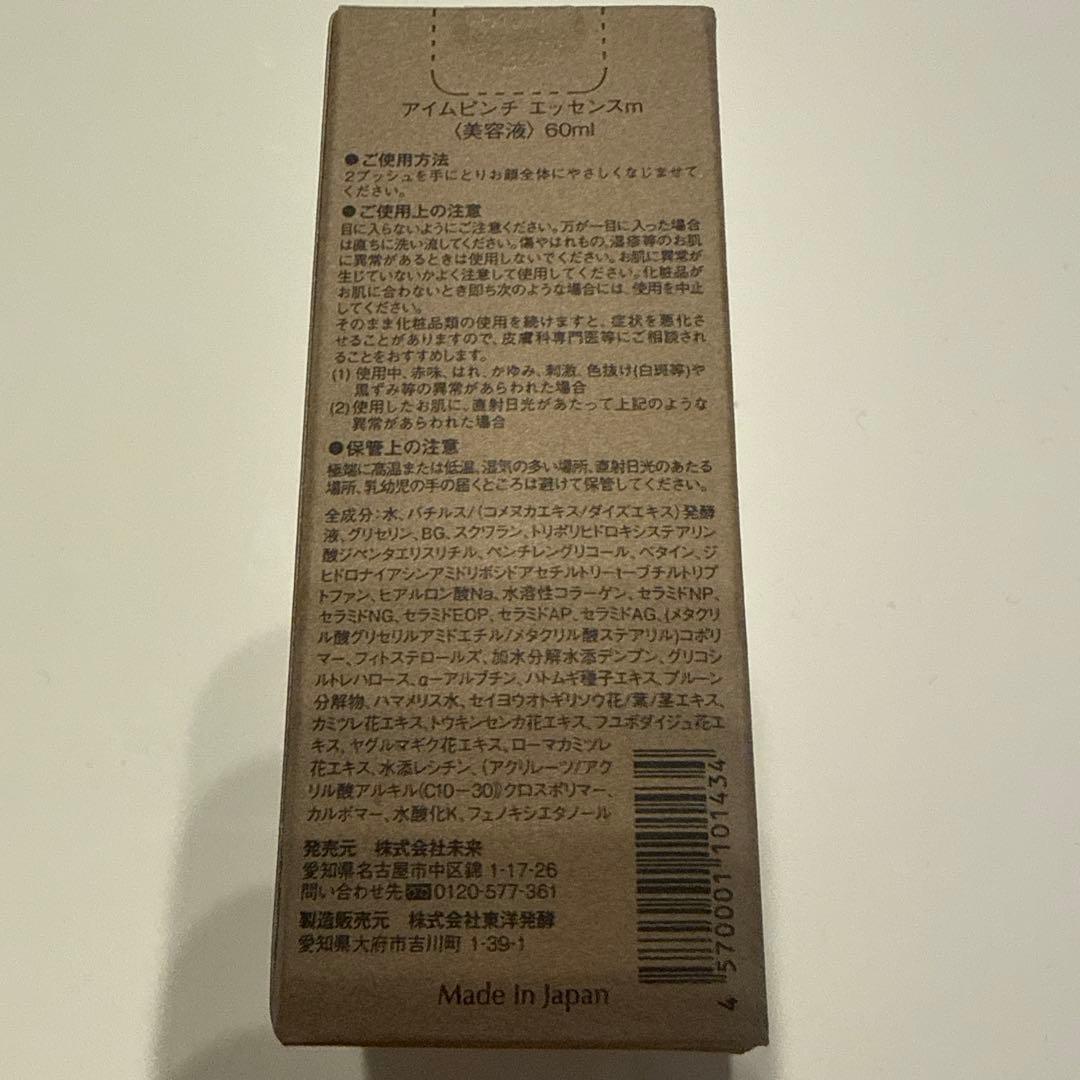 アイムピンチ エッセンスm
〈美容液〉60ml
●ご使用方法
2プッシュを手にとりお顔全体にやさしくなじませて
ください。
●ご使用上の注意
目に入らないようにご注意ください。万が一目に入った場合
は直ちに洗い流してください。傷やはれもの、湿疹等のお肌
に異常があるときは使用しないでください。お肌に異常が
生じていないかよく注意して使用してください。化粧品が
お肌に合わないとき即ち次のような場合には、使用を中止
してください。
そのまま化粧品類の使用を続けますと、症状を悪化さ
せることがありますので、皮膚科専門医等にご相談され
ることをおすすめします。
(1) 使用中、赤味、はれ、かゆみ、刺激、色抜け(白斑等)や
黒ずみ等の異常があらわれた場合
(2) 使用したお肌に、直射日光があたって上記のような
異常があらわれた場合
●保管上の注意
極端に高温または低温、湿気の多い場所、直射日光のあたる
場所、乳幼児の手の届くところは避けて保管してください。
全成分：水、バチルス/(コメヌカエキス/ダイズエキス)発酵
液、グリセリン、BG、スクワラン、トリポリヒドロキシステアリン
酸ジペンタエリスリチル、ペンチレングリコール、ベタイン、ジ
ヒドロナイアシンアミドリボシドアセチルトリーtーブチルトリプ
トファン、ヒアルロン酸Na、水溶性コラーゲン、セラミドNP、
セラミドNG、セラミドEOP、セラミドAP、セラミドAG、(メタクリ
ル酸グリセリルアミドエチル/メタクリル酸ステアリル)コポリ
マー、フィトステロールズ、加水分解水添デンプン、グリコシ
ルトレハロース、α-アルブチン、ハトムギ種子エキス、プルーン
分解物、ハマメリス水、セイヨウオトギリソウ花/葉/茎エキス、
カミツレ花エキス、トウキンセンカ花エキス、フユボダイジュ花エ
キス、ヤグルマギク花エキス、ローマカミツレ
花エキス、水添レシチン、(アクリレーツ/アク
リル酸アルキル(C10-30))クロスポリマー、
カルボマー、水酸化K、フェノキシエタノール
発売元 株式会社未来
愛知県名古屋市中区錦 1-17-26
問い合わせ先 0120-577-361
製造販売元 株式会社東洋発酵
愛知県大府市吉川町 1-39-1
Made In Japan
4 570001 101434